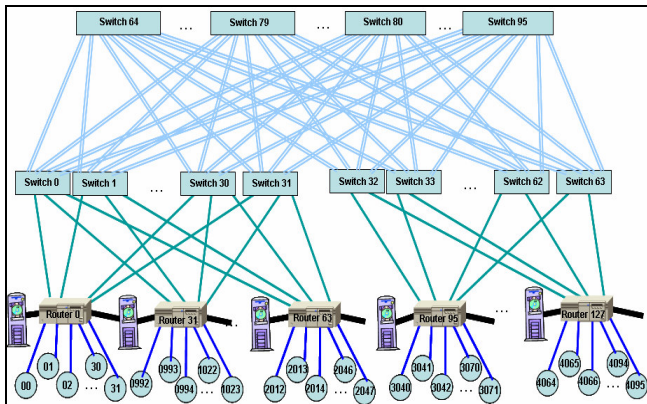 Switch 64 ... Switch 79 ... Switch 80 ... Switch 95
Switch 0 Switch 1 ... Switch 30 Switch 31 Switch 32 Switch 33 ... Switch 62 Switch 63
Router 0 Router 31 ... Router 63 Router 95 ... Router 127
01 30 0993 1022 2013 2046 3041 3070 4065 4094
00 02 ... 31 0992 0994 ... 1023 2012 2014 ... 2047 3040 3042 ... 3071 4064 4066 ... 4095